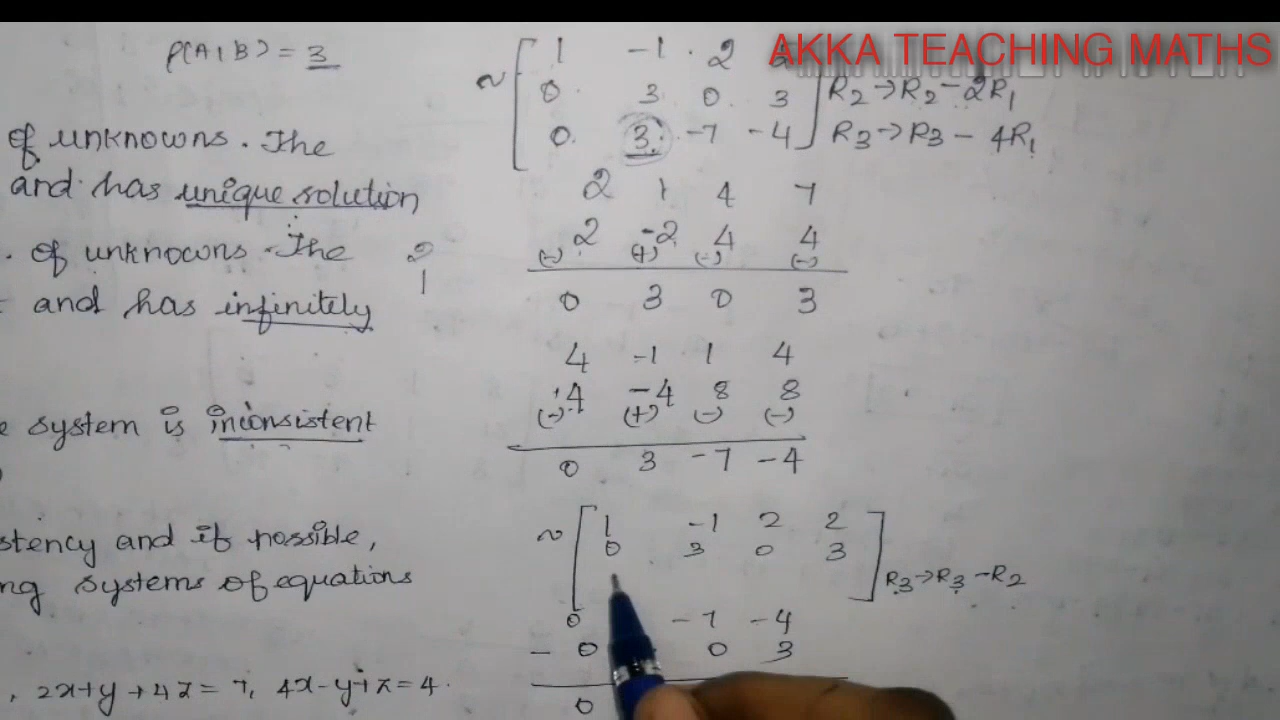 AKKA TEACHING MATHS
ρ(A,B) = 3
of unknowns. The
and has unique solution
. of unknowns. The
and has infinitely
system is inconsistent
stency and if possible,
ng systems of equations
, 2x+y+4z=7, 4x-y+z=4.
2
1
~ [ 1 -1 2 2
0 3 0 3 ] R2→R2-2R1
0 3 -7 -4 R3→R3-4R1
2 1 4 7
2 -2 4 4
(-) (+) (-) (-)
0 3 0 3
4 -1 1 4
4 -4 8 8
(-) (+) (-) (-)
0 3 -7 -4
~ [ 1 -1 2 2
0 3 0 3 ]
R3→R3-R2
0 -7 -4
- 0 0 3
0